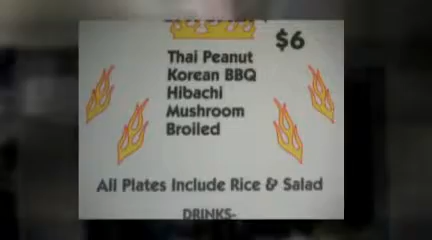 $6
Thai Peanut
Korean BBQ
Hibachi
Mushroom
Broiled
All Plates Include Rice & Salad
DRINKS-